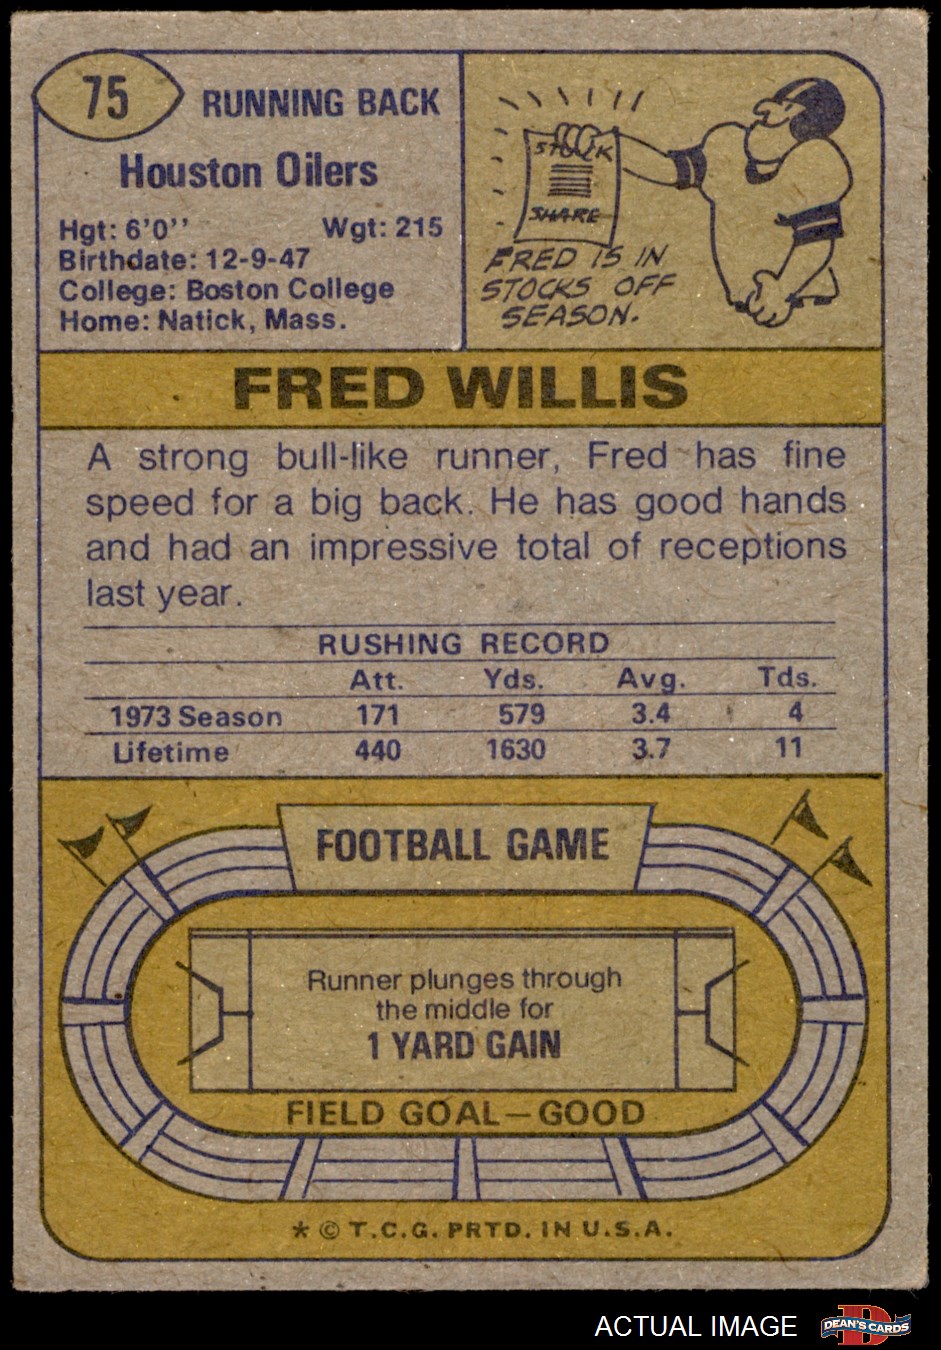 75
RUNNING BACK
Houston Oilers
Hgt: 6'0'' Wgt: 215
Birthdate: 12-9-47
College: Boston College
Home: Natick, Mass.
STOCK
SHARE
FRED IS IN
STOCKS OFF
SEASON.
FRED WILLIS
A strong bull-like runner, Fred has fine
speed for a big back. He has good hands
and had an impressive total of receptions
last year.
RUSHING RECORD
Att. Yds. Avg. Tds.
1973 Season 171 579 3.4 4
Lifetime 440 1630 3.7 11
FOOTBALL GAME
Runner plunges through
the middle for
1 YARD GAIN
FIELD GOAL—GOOD
* © T.C.G. PRTD. IN U.S.A.
ACTUAL IMAGE
DEAN'S CARDS